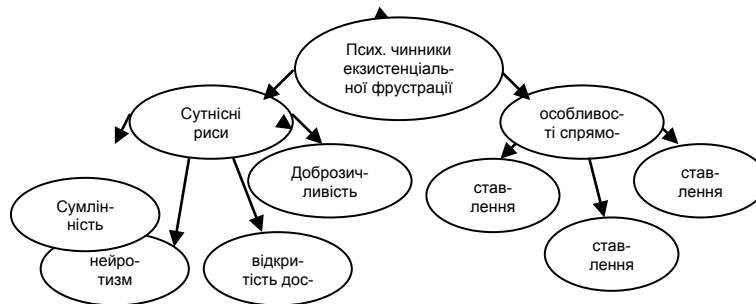 Псих. чинники
екзистенціаль-
ної фрустрації
Сутнісні
риси
особливос-
ті спрямо-
Доброзич-
ливість
став-
лення
став-
лення
Сумлін-
ність
нейро-
тизм
відкри-
тість дос-
став-
лення